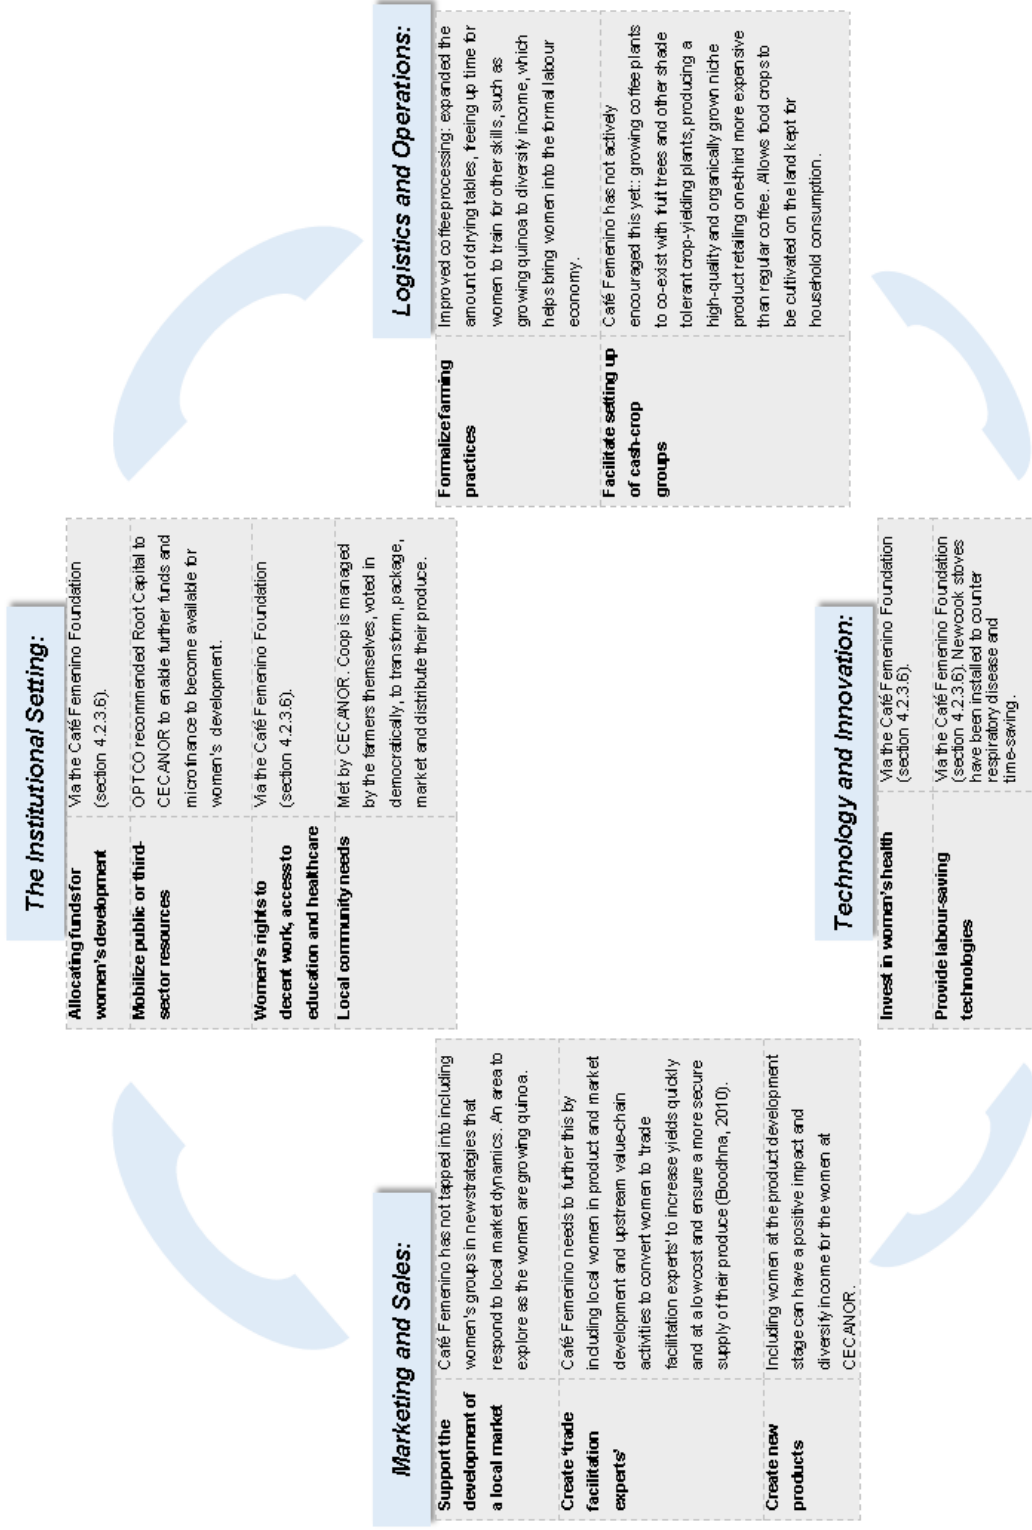 The Institutional Setting:
Allocating funds for
women's development
Via the Café Femenino Foundation
(section 4.2.3.6).
Mobilize public or third-
sector resources
OPTCO recommended Root Capital to
CECANOR to enable further funds and
microfinance to become available for
women's development.
Women's rights to
decent work, access to
education and healthcare
Via the Café Femenino Foundation
(section 4.2.3.6).
Local community needs
Met by CECANOR. Coop is managed
by the farmers themselves, voted in
democratically, to transform, package,
market and distribute their produce.
Marketing and Sales:
Support the
development of
a local market
Café Femenino has not tapped into including
women's groups in new strategies that
respond to local market dynamics. An area to
explore as the women are growing quinoa.
Create 'trade
facilitation
experts'
Café Femenino needs to further this by
including local women in product and market
development and upstream value-chain
activities to convert women to 'trade
facilitation experts' to increase yields quickly
and at a low cost and ensure a more secure
supply of their produce (Boodhna, 2010).
Create new
products
Including women at the product development
stage can have a positive impact and
diversify income for the women at
CECANOR.
Logistics and Operations:
Formalize farming
practices
Improved coffee processing: expanded the
amount of drying tables, freeing up time for
women to train for other skills, such as
growing quinoa to diversify income, which
helps bring women into the formal labour
economy.
Facilitate setting up
of cash-crop
groups
Café Femenino has not actively
encouraged this yet:: growing coffee plants
to co-exist with fruit trees and other shade
tolerant crop-yielding plants, producing a
high-quality and organically grown niche
product retailing one-third more expensive
than regular coffee. Allows food crops to
be cultivated on the land kept for
household consumption.
Technology and Innovation:
Invest in women's health
Via the Café Femenino Foundation
(section 4.2.3.6).
Provide labour-saving
technologies
Via the Café Femenino Foundation
(section 4.2.3.6). New cook stoves
have been installed to counter
respiratory disease and
time-saving.